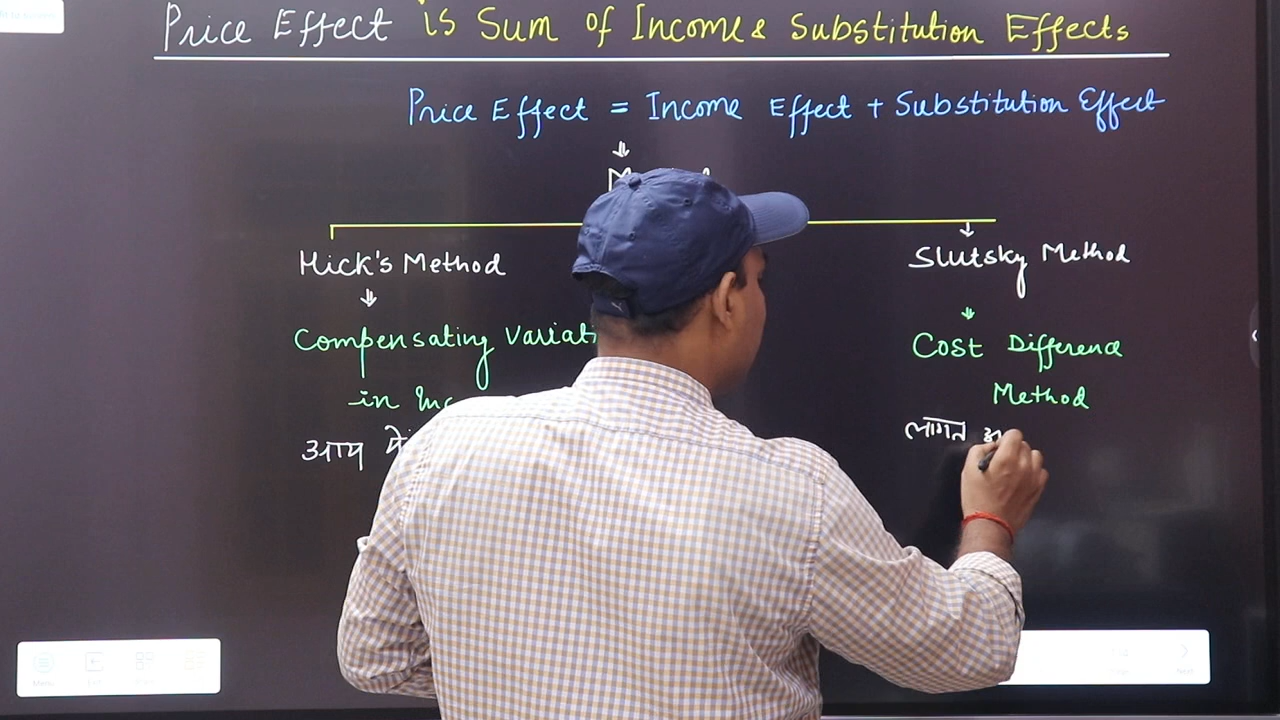 Price Effect is Sum of Income & Substitution Effects
Price Effect = Income Effect + Substitution Effect
Hick's Method
Slutsky Method
Compensating
Cost Difference
in
Method
आय
लागत